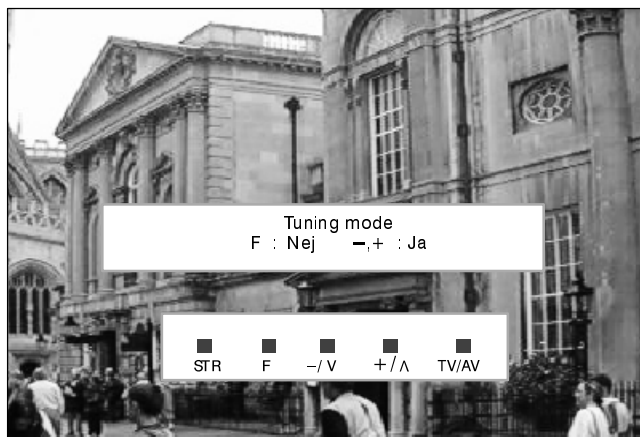 Tuning mode
F : Nej −,+ : Ja
STR F −/V +/Λ TV/AV